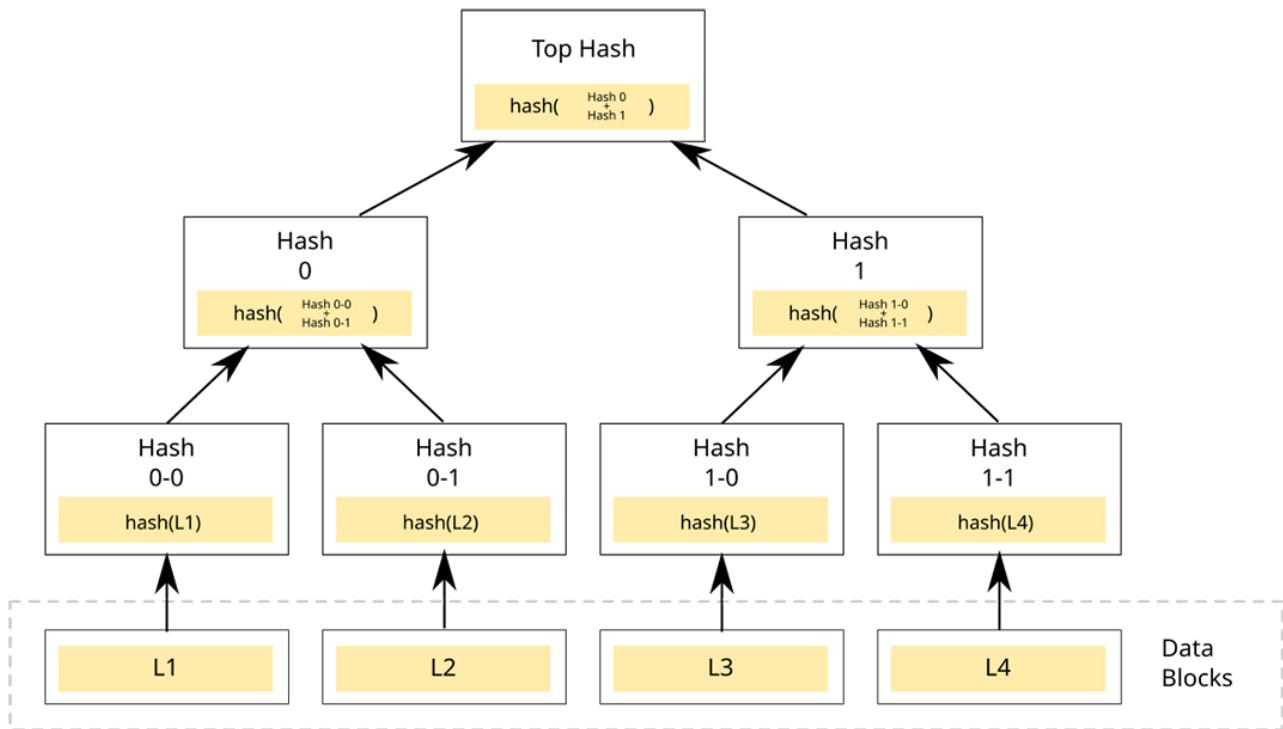 Top Hash
hash( Hash 0 + Hash 1 )
Hash
0
hash( Hash 0-0 + Hash 0-1 )
Hash
1
hash( Hash 1-0 + Hash 1-1 )
Hash
0-0
hash(L1)
Hash
0-1
hash(L2)
Hash
1-0
hash(L3)
Hash
1-1
hash(L4)
L1
L2
L3
L4
Data
Blocks